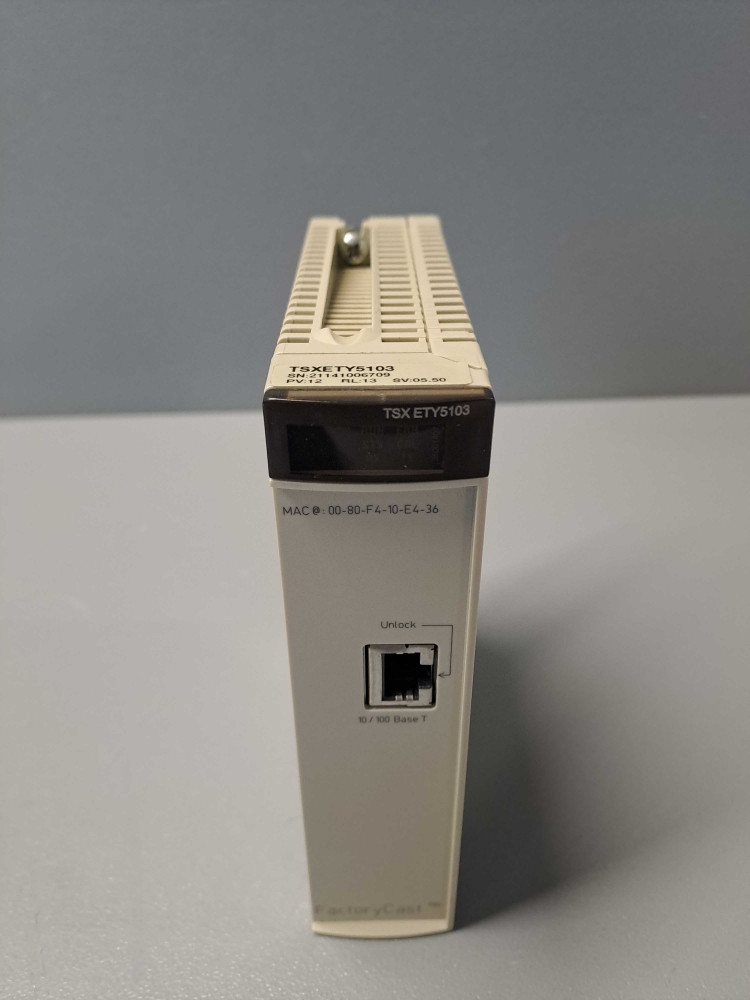 TSXETY5103
SN:21141006709
PV:12 RL:13 SV:05.50
TSX ETY5103
MAC @ : 00-80-F4-10-E4-36
Unlock
10 / 100 Base T
FactoryCast ™